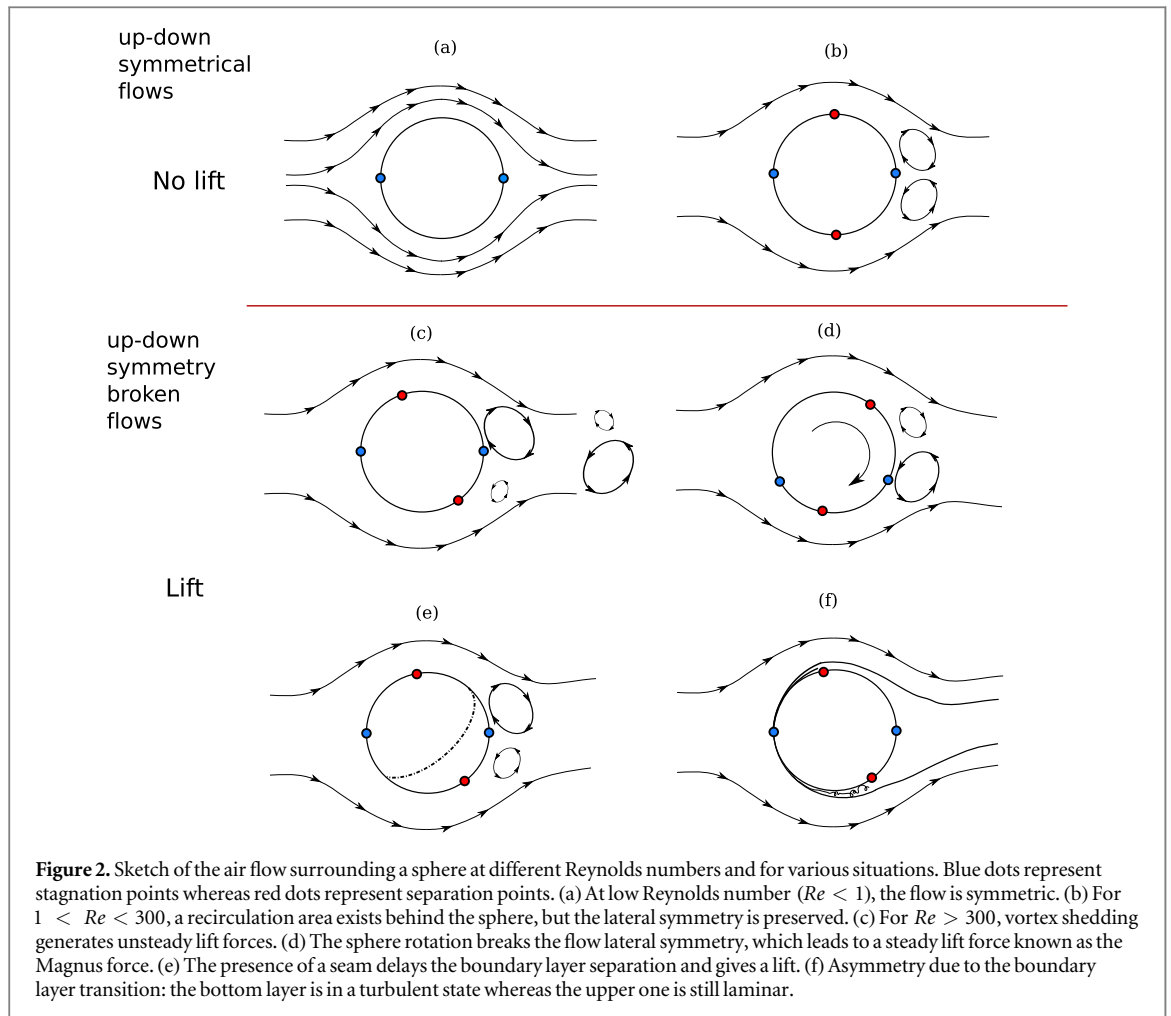 up-down
symmetrical
flows
(a)
(b)
No lift
up-down
symmetry
broken
flows
(c)
(d)
Lift
(e)
(f)
Figure 2. Sketch of the air flow surrounding a sphere at different Reynolds numbers and for various situations. Blue dots represent
stagnation points whereas red dots represent separation points. (a) At low Reynolds number (Re < 1), the flow is symmetric. (b) For
1 < Re < 300, a recirculation area exists behind the sphere, but the lateral symmetry is preserved. (c) For Re > 300, vortex shedding
generates unsteady lift forces. (d) The sphere rotation breaks the flow lateral symmetry, which leads to a steady lift force known as the
Magnus force. (e) The presence of a seam delays the boundary layer separation and gives a lift. (f) Asymmetry due to the boundary
layer transition: the bottom layer is in a turbulent state whereas the upper one is still laminar.